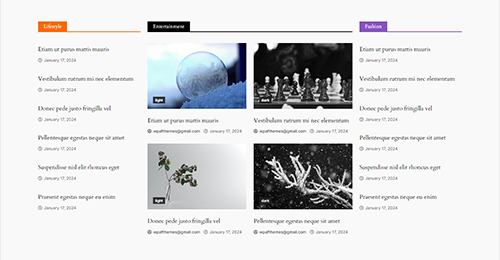 Lifestyle
Etiam ut purus mattis mauris
January 17, 2024
Vestibulum rutrum mi nec elementum
January 17, 2024
Donec pede justo fringilla vel
January 17, 2024
Pellentesque egestas neque sit amet
January 17, 2024
Suspendisse nisl elit rhoncus eget
January 17, 2024
Praesent egestas neque eu enim
January 17, 2024
Entertainment
light
Etiam ut purus mattis mauris
wpaffthemes@gmail.com January 17, 2024
dark
Vestibulum rutrum mi nec elementum
wpaffthemes@gmail.com January 17, 2024
light
Donec pede justo fringilla vel
wpaffthemes@gmail.com January 17, 2024
dark
Pellentesque egestas neque sit amet
wpaffthemes@gmail.com January 17, 2024
Fashion
Etiam ut purus mattis mauris
January 17, 2024
Vestibulum rutrum mi nec elementum
January 17, 2024
Donec pede justo fringilla vel
January 17, 2024
Pellentesque egestas neque sit amet
January 17, 2024
Suspendisse nisl elit rhoncus eget
January 17, 2024
Praesent egestas neque eu enim
January 17, 2024